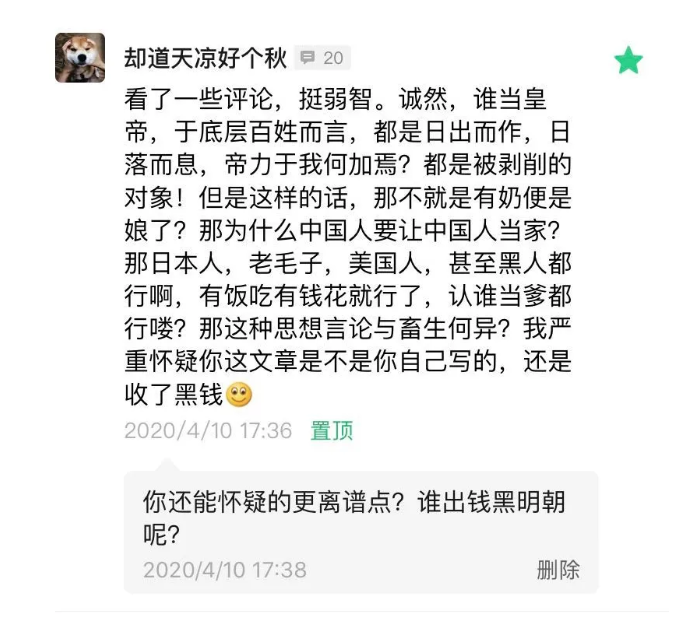 却道天凉好个秋 20
看了一些评论，挺弱智。诚然，谁当皇
帝，于底层百姓而言，都是日出而作，日
落而息，帝力于我何加焉？都是被剥削的
对象！但是这样的话，那不就是有奶便是
娘了？那为什么中国人要让中国人当家？
那日本人，老毛子，美国人，甚至黑人都
行啊，有饭吃有钱花就行了，认谁当爹都
行喽？那这种思想言论与畜生何异？我严
重怀疑你这文章是不是你自己写的，还是
收了黑钱
2020/4/10 17:36 置顶
你还能怀疑的更离谱点？谁出钱黑明朝
呢？
2020/4/10 17:38 删除